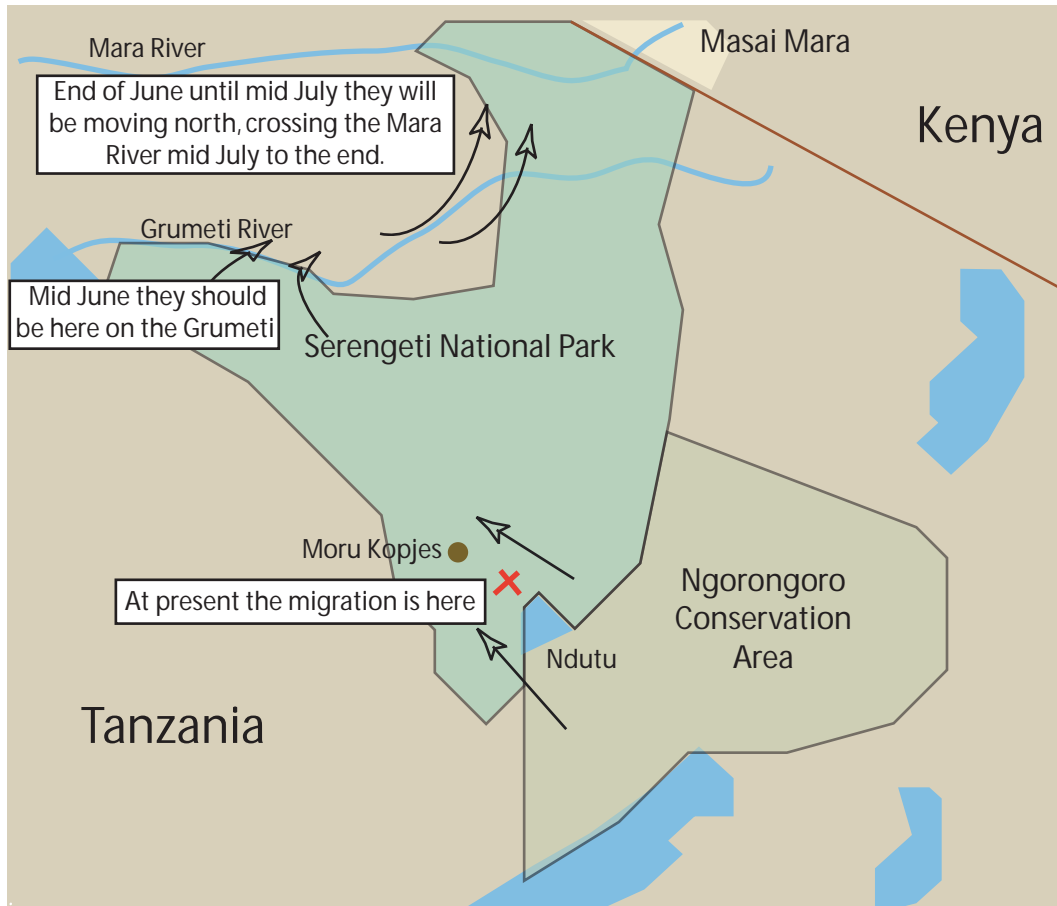 Mara River
Masai Mara
End of June until mid July they will
be moving north, crossing the Mara
River mid July to the end.
Kenya
Grumeti River
Mid June they should
be here on the Grumeti
Serengeti National Park
Moru Kopjes
At present the migration is here
Ngorongoro
Conservation
Area
Ndutu
Tanzania